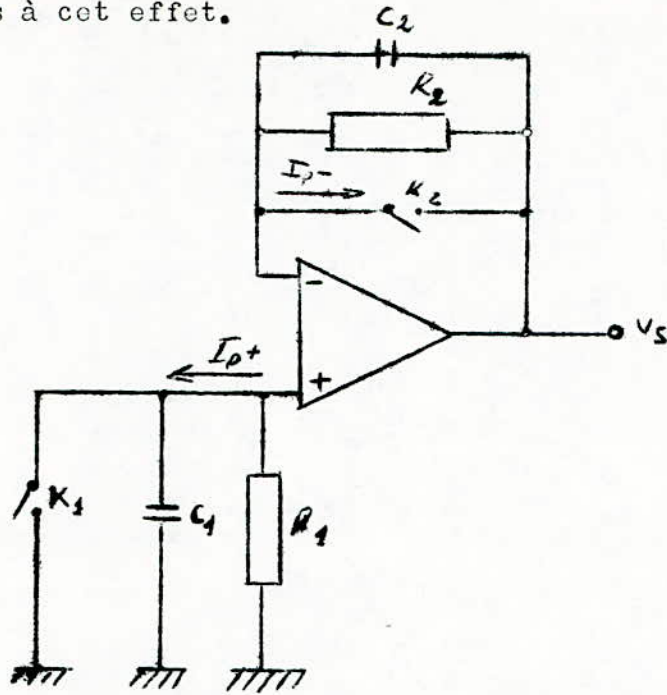 s à cet effet.
C2
R2
Ip-
K2
-
Vs
Ip+
+
K1
C1
R1